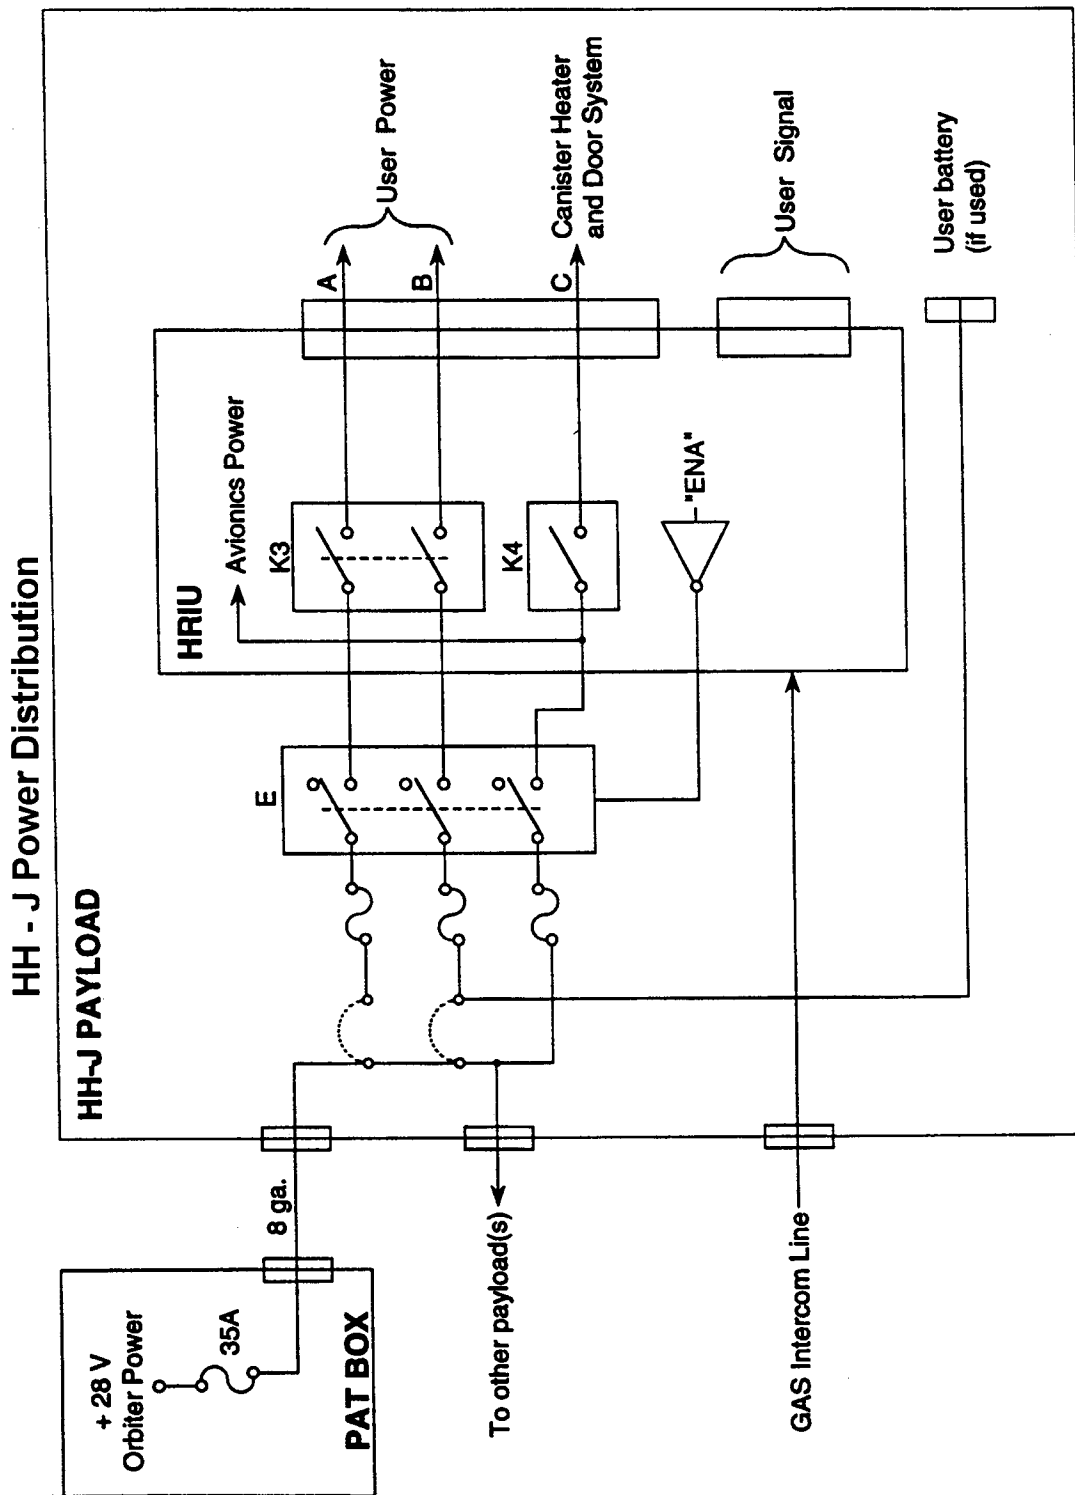 HH - J Power Distribution
HH-J PAYLOAD
+ 28 V
Orbiter Power
35A
PAT BOX
8 ga.
To other payload(s)
GAS Intercom Line
E
HRIU
Avionics Power
K3
K4
"ENA"
A
B
C
User Power
Canister Heater
and Door System
User Signal
User battery
(if used)